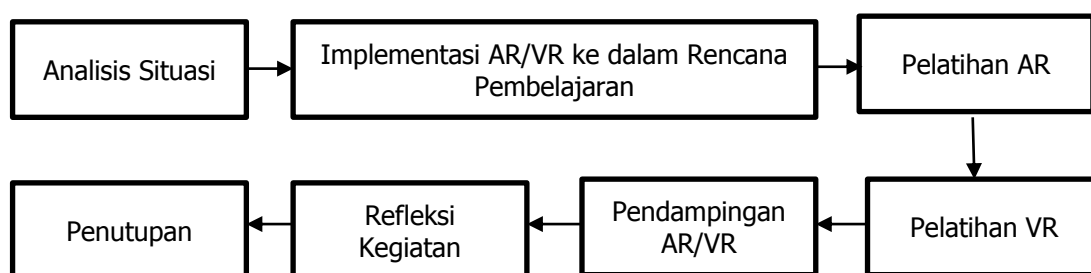 Analisis Situasi
Implementasi AR/VR ke dalam Rencana
Pembelajaran
Pelatihan AR
Pelatihan VR
Pendampingan
AR/VR
Refleksi
Kegiatan
Penutupan